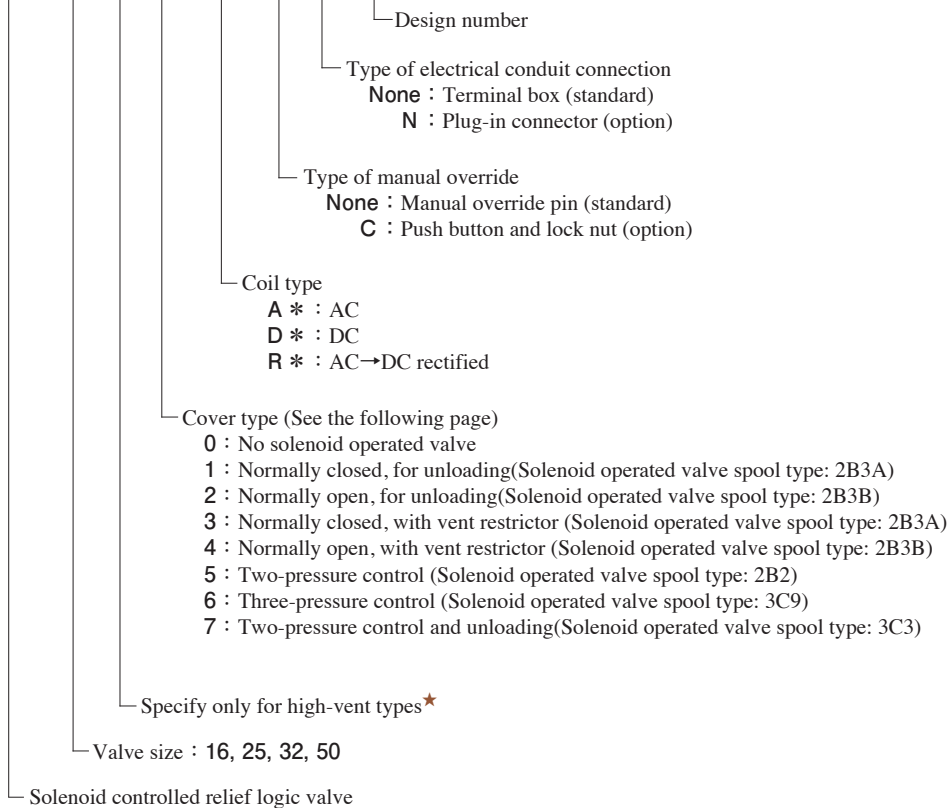 Design number
Type of electrical conduit connection
None : Terminal box (standard)
N : Plug-in connector (option)
Type of manual override
None : Manual override pin (standard)
C : Push button and lock nut (option)
Coil type
A * : AC
D * : DC
R * : AC→DC rectified
Cover type (See the following page)
0 : No solenoid operated valve
1 : Normally closed, for unloading(Solenoid operated valve spool type: 2B3A)
2 : Normally open, for unloading(Solenoid operated valve spool type: 2B3B)
3 : Normally closed, with vent restrictor (Solenoid operated valve spool type: 2B3A)
4 : Normally open, with vent restrictor (Solenoid operated valve spool type: 2B3B)
5 : Two-pressure control (Solenoid operated valve spool type: 2B2)
6 : Three-pressure control (Solenoid operated valve spool type: 3C9)
7 : Two-pressure control and unloading(Solenoid operated valve spool type: 3C3)
Specify only for high-vent types★
Valve size : 16, 25, 32, 50
Solenoid controlled relief logic valve